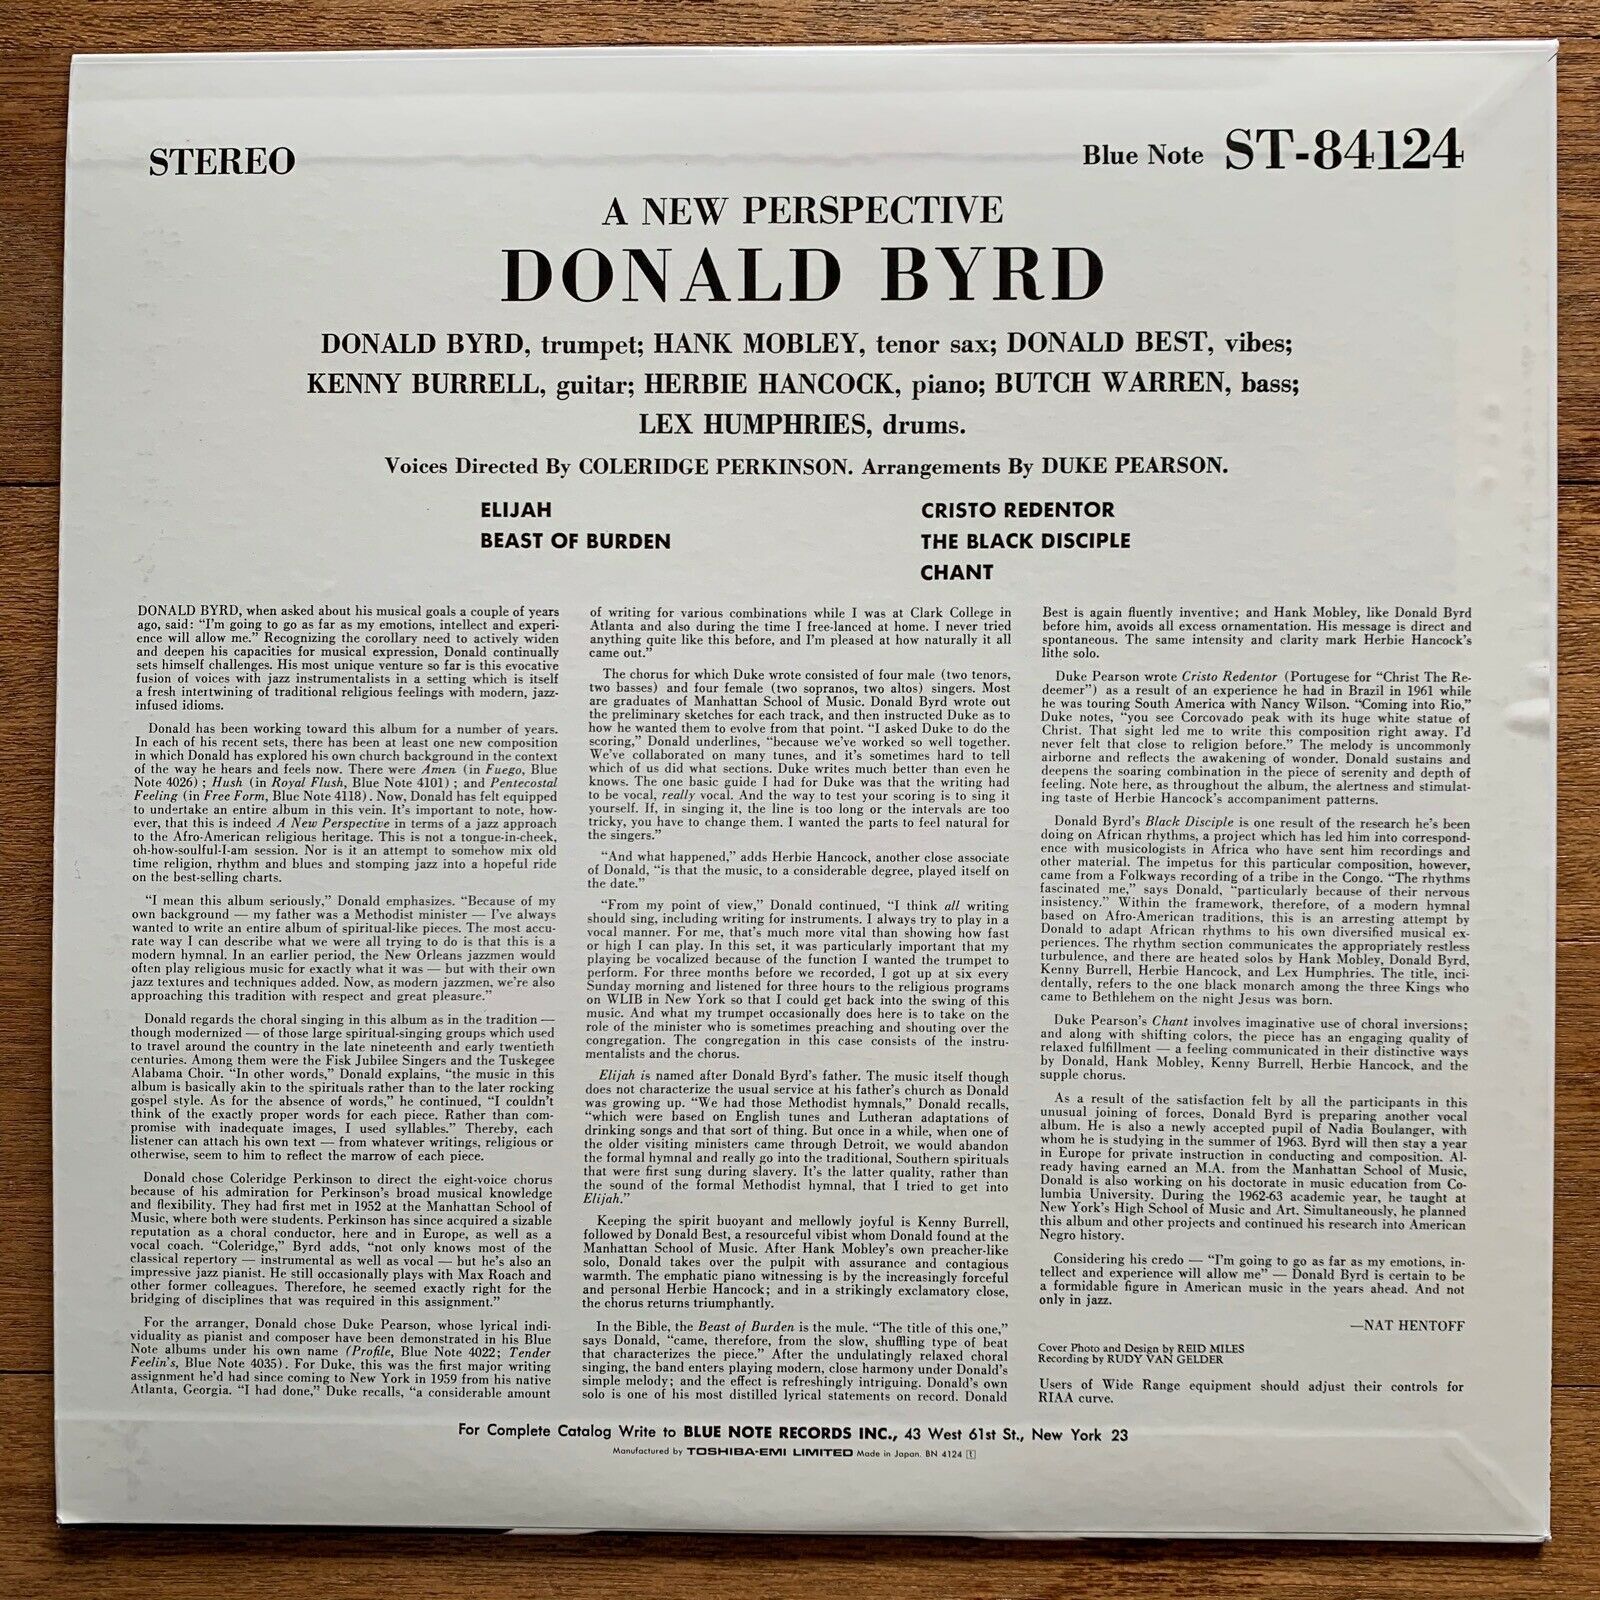 STEREO
Blue Note ST-84124
A NEW PERSPECTIVE
DONALD BYRD
DONALD BYRD, trumpet; HANK MOBLEY, tenor sax; DONALD BEST, vibes;
KENNY BURRELL, guitar; HERBIE HANCOCK, piano; BUTCH WARREN, bass;
LEX HUMPHRIES, drums.
Voices Directed By COLERIDGE PERKINSON. Arrangements By DUKE PEARSON.
ELIJAH
BEAST OF BURDEN
CRISTO REDENTOR
THE BLACK DISCIPLE
CHANT
DONALD BYRD, when asked about his musical goals a couple of years
ago, said: “I'm going to go as far as my emotions, intellect and experi-
ence will allow me.” Recognizing the corollary need to actively widen
and deepen his capacities for musical expression, Donald continually
sets himself challenges. His most unique venture so far is this evocative
fusion of voices with jazz instrumentalists in a setting which is itself
a fresh intertwining of traditional religious feelings with modern, jazz-
infused idioms.
Donald has been working toward this album for a number of years.
In each of his recent sets, there has been at least one new composition
in which Donald has explored his own church background in the context
of the way he hears and feels now. There were Amen (in Fuego, Blue
Note 4026) ; Hush (in Royal Flush, Blue Note 4101) ; and Pentecostal
Feeling (in Free Form, Blue Note 4118). Now, Donald has felt equipped
to undertake an entire album in this vein. It's important to note, how-
ever, that this is indeed A New Perspective in terms of a jazz approach
to the Afro-American religious heritage. This is not a tongue-in-cheek,
oh-how-soulful-I-am session. Nor is it an attempt to somehow mix old
time religion, rhythm and blues and stomping jazz into a hopeful ride
on the best-selling charts.
“I mean this album seriously,” Donald emphasizes. “Because of my
own background — my father was a Methodist minister — I've always
wanted to write an entire album of spiritual-like pieces. The most accu-
rate way I can describe what we were all trying to do is that this is a
modern hymnal. In an earlier period, the New Orleans jazzmen would
often play religious music for exactly what it was — but with their own
jazz textures and techniques added. Now, as modern jazzmen, we're also
approaching this tradition with respect and great pleasure.”
Donald regards the choral singing in this album as in the tradition —
though modernized — of those large spiritual-singing groups which used
to travel around the country in the late nineteenth and early twentieth
centuries. Among them were the Fisk Jubilee Singers and the Tuskegee
Alabama Choir. “In other words,” Donald explains, “the music in this
album is basically akin to the spirituals rather than to the later rocking
gospel style. As for the absence of words,” he continued, “I couldn't
think of the exactly proper words for each piece. Rather than com-
promise with inadequate images, I used syllables.” Thereby, each
listener can attach his own text — from whatever writings, religious or
otherwise, seem to him to reflect the marrow of each piece.
Donald chose Coleridge Perkinson to direct the eight-voice chorus
because of his admiration for Perkinson's broad musical knowledge
and flexibility. They had first met in 1952 at the Manhattan School of
Music, where both were students. Perkinson has since acquired a sizable
reputation as a choral conductor, here and in Europe, as well as a
vocal coach. “Coleridge,” Byrd adds, “not only knows most of the
classical repertory — instrumental as well as vocal — but he's also an
impressive jazz pianist. He still occasionally plays with Max Roach and
other former colleagues. Therefore, he seemed exactly right for the
bridging of disciplines that was required in this assignment.”
For the arranger, Donald chose Duke Pearson, whose lyrical indi-
viduality as pianist and composer have been demonstrated in his Blue
Note albums under his own name (Profile, Blue Note 4022; Tender
Feelin's, Blue Note 4035). For Duke, this was the first major writing
assignment he'd had since coming to New York in 1959 from his native
Atlanta, Georgia. “I had done,” Duke recalls, “a considerable amount
of writing for various combinations while I was at Clark College in
Atlanta and also during the time I free-lanced at home. I never tried
anything quite like this before, and I'm pleased at how naturally it all
came out.”
The chorus for which Duke wrote consisted of four male (two tenors,
two basses) and four female (two sopranos, two altos) singers. Most
are graduates of Manhattan School of Music. Donald Byrd wrote out
the preliminary sketches for each track, and then instructed Duke as to
how he wanted them to evolve from that point. “I asked Duke to do the
scoring,” Donald underlines, “because we've worked so well together.
We've collaborated on many tunes, and it's sometimes hard to tell
which of us did what sections. Duke writes much better than even he
knows. The one basic guide I had for Duke was that the writing had
to be vocal, really vocal. And the way to test your scoring is to sing it
yourself. If, in singing it, the line is too long or the intervals are too
tricky, you have to change them. I wanted the parts to feel natural for
the singers.”
“And what happened,” adds Herbie Hancock, another close associate
of Donald, “is that the music, to a considerable degree, played itself on
the date.”
“From my point of view,” Donald continued, “I think all writing
should sing, including writing for instruments. I always try to play in a
vocal manner. For me, that's much more vital than showing how fast
or high I can play. In this set, it was particularly important that my
playing be vocalized because of the function I wanted the trumpet to
perform. For three months before we recorded, I got up at six every
Sunday morning and listened for three hours to the religious programs
on WLIB in New York so that I could get back into the swing of this
music. And what my trumpet occasionally does here is to take on the
role of the minister who is sometimes preaching and shouting over the
congregation. The congregation in this case consists of the instru-
mentalists and the chorus.
Elijah is named after Donald Byrd's father. The music itself though
does not characterize the usual service at his father's church as Donald
was growing up. “We had those Methodist hymnals,” Donald recalls,
“which were based on English tunes and Lutheran adaptations of
drinking songs and that sort of thing. But once in a while, when one of
the older visiting ministers came through Detroit, we would abandon
the formal hymnal and really go into the traditional, Southern spirituals
that were first sung during slavery. It's the latter quality, rather than
the sound of the formal Methodist hymnal, that I tried to get into
Elijah.”
Keeping the spirit buoyant and mellowly joyful is Kenny Burrell,
followed by Donald Best, a resourceful vibist whom Donald found at the
Manhattan School of Music. After Hank Mobley's own preacher-like
solo, Donald takes over the pulpit with assurance and contagious
warmth. The emphatic piano witnessing is by the increasingly forceful
and personal Herbie Hancock; and in a strikingly exclamatory close,
the chorus returns triumphantly.
In the Bible, the Beast of Burden is the mule. “The title of this one,”
says Donald, “came, therefore, from the slow, shuffling type of beat
that characterizes the piece.” After the undulatingly relaxed choral
singing, the band enters playing modern, close harmony under Donald's
simple melody; and the effect is refreshingly intriguing. Donald's own
solo is one of his most distilled lyrical statements on record. Donald
Best is again fluently inventive; and Hank Mobley, like Donald Byrd
before him, avoids all excess ornamentation. His message is direct and
spontaneous. The same intensity and clarity mark Herbie Hancock's
lithe solo.
Duke Pearson wrote Cristo Redentor (Portugese for “Christ The Re-
deemer”) as a result of an experience he had in Brazil in 1961 while
he was touring South America with Nancy Wilson. “Coming into Rio,”
Duke notes, “you see Corcovado peak with its huge white statue of
Christ. That sight led me to write this composition right away. I'd
never felt that close to religion before.” The melody is uncommonly
airborne and reflects the awakening of wonder. Donald sustains and
deepens the soaring combination in the piece of serenity and depth of
feeling. Note here, as throughout the album, the alertness and stimulat-
ing taste of Herbie Hancock's accompaniment patterns.
Donald Byrd's Black Disciple is one result of the research he's been
doing on African rhythms, a project which has led him into correspond-
ence with musicologists in Africa who have sent him recordings and
other material. The impetus for this particular composition, however,
came from a Folkways recording of a tribe in the Congo. “The rhythms
fascinated me,” says Donald, “particularly because of their nervous
insistency.” Within the framework, therefore, of a modern hymnal
based on Afro-American traditions, this is an arresting attempt by
Donald to adapt African rhythms to his own diversified musical ex-
periences. The rhythm section communicates the appropriately restless
turbulence, and there are heated solos by Hank Mobley, Donald Byrd,
Kenny Burrell, Herbie Hancock, and Lex Humphries. The title, inci-
dentally, refers to the one black monarch among the three Kings who
came to Bethlehem on the night Jesus was born.
Duke Pearson's Chant involves imaginative use of choral inversions;
and along with shifting colors, the piece has an engaging quality of
relaxed fulfillment — a feeling communicated in their distinctive ways
by Donald, Hank Mobley, Kenny Burrell, Herbie Hancock, and the
supple chorus.
As a result of the satisfaction felt by all the participants in this
unusual joining of forces, Donald Byrd is preparing another vocal
album. He is also a newly accepted pupil of Nadia Boulanger, with
whom he is studying in the summer of 1963. Byrd will then stay a year
in Europe for private instruction in conducting and composition. Al-
ready having earned an M.A. from the Manhattan School of Music,
Donald is also working on his doctorate in music education from Co-
lumbia University. During the 1962-63 academic year, he taught at
New York's High School of Music and Art. Simultaneously, he planned
this album and other projects and continued his research into American
Negro history.
Considering his credo — “I'm going to go as far as my emotions, in-
tellect and experience will allow me” — Donald Byrd is certain to be
a formidable figure in American music in the years ahead. And not
only in jazz.
—NAT HENTOFF
Cover Photo and Design by REID MILES
Recording by RUDY VAN GELDER
Users of Wide Range equipment should adjust their controls for
RIAA curve.
For Complete Catalog Write to BLUE NOTE RECORDS INC., 43 West 61st St., New York 23
Manufactured by TOSHIBA-EMI LIMITED Made in Japan. BN 4124 [t]